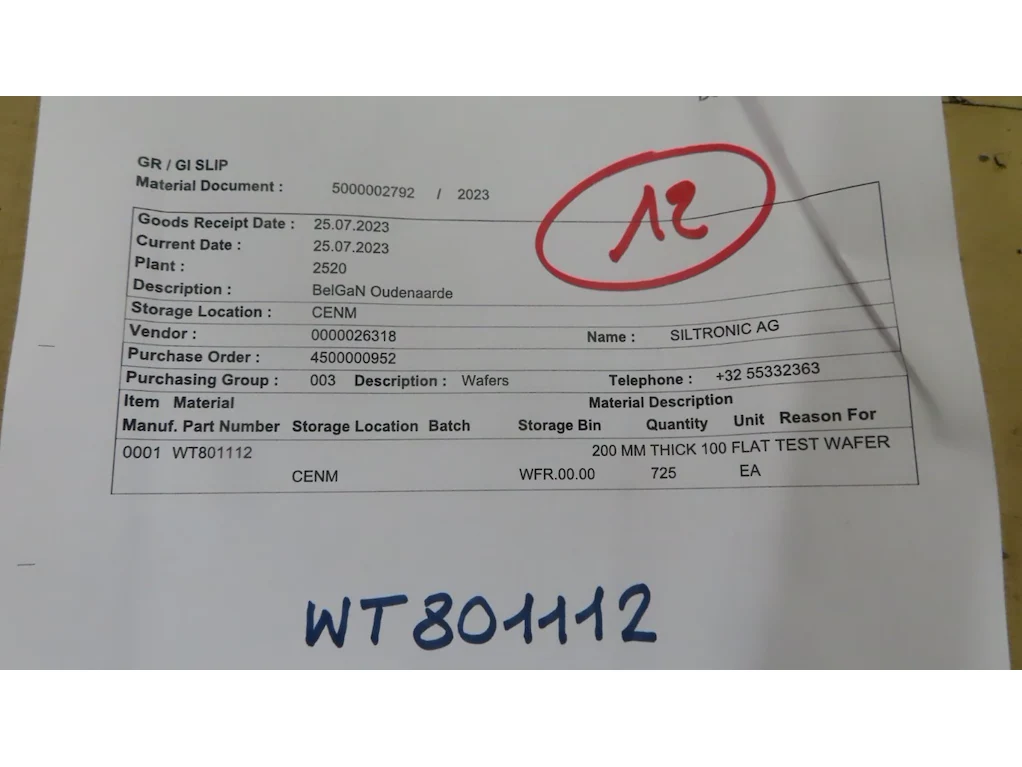 GR / GI SLIP
Material Document : 5000002792 / 2023
12
Goods Receipt Date : 25.07.2023
Current Date : 25.07.2023
Plant : 2520
Description : BelGaN Oudenaarde
Storage Location : CENM
Vendor : 0000026318 Name : SILTRONIC AG
Purchase Order : 4500000952
Purchasing Group : 003 Description : Wafers Telephone : +32 55332363
Item Material Material Description
Manuf. Part Number Storage Location Batch Storage Bin Quantity Unit Reason For
0001 WT801112 200 MM THICK 100 FLAT TEST WAFER
CENM WFR.00.00 725 EA
WT801112